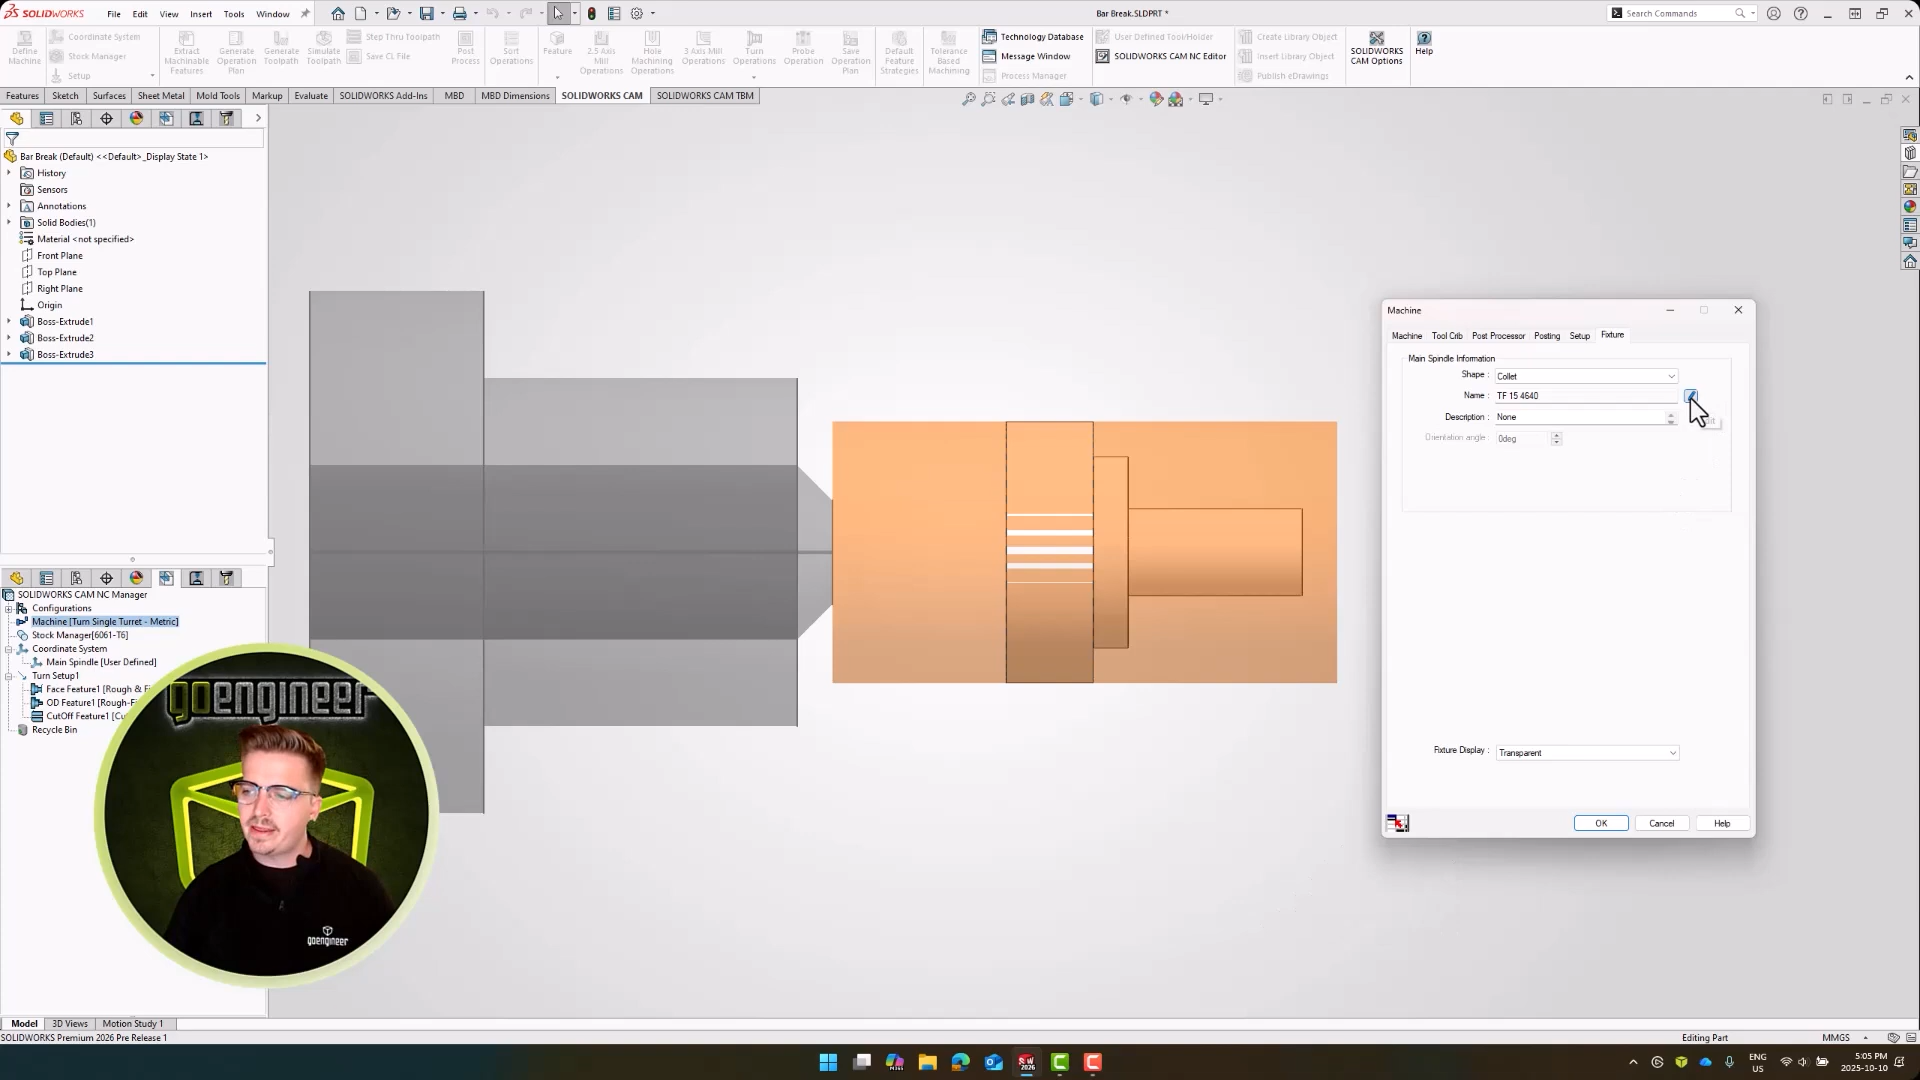 SOLIDWORKS
File
Edit
View
Insert
Tools
Window
Bar Break.SLDPRT *
Search Commands
Define Machine
Coordinate System
Stock Manager
Setup
Extract Machinable Features
Generate Operation Plan
Generate Toolpath
Simulate Toolpath
Step Thru Toolpath
Save CL File
Post Process
Sort Operations
Feature
2.5 Axis Mill Operations
Hole Machining Operations
3 Axis Mill Operations
Turn Operations
Probe Operation
Save Operation Plan
Default Feature Strategies
Tolerance Based Machining
Technology Database
Message Window
Process Manager
User Defined Tool/Holder
SOLIDWORKS CAM NC Editor
Create Library Object
Insert Library Object
Publish eDrawings
SOLIDWORKS CAM Options
Help
Features
Sketch
Surfaces
Sheet Metal
Mold Tools
Markup
Evaluate
SOLIDWORKS Add-Ins
MBD
MBD Dimensions
SOLIDWORKS CAM
SOLIDWORKS CAM TBM
Bar Break (Default) <<Default>_Display State 1>
History
Sensors
Annotations
Solid Bodies(1)
Material <not specified>
Front Plane
Top Plane
Right Plane
Origin
Boss-Extrude1
Boss-Extrude2
Boss-Extrude3
SOLIDWORKS CAM NC Manager
Configurations
Machine [Turn Single Turret - Metric]
Stock Manager[6061-T6]
Coordinate System
Main Spindle [User Defined]
Turn Setup1
Face Feature1 [Rough & Fi
OD Feature1 [Rough-Fi
CutOff Feature1 [Cu
Recycle Bin
goengineer
goengineer
Machine
Machine
Tool Crib
Post Processor
Posting
Setup
Fixture
Main Spindle Information
Shape :
Collet
Name :
TF 15 4640
Description :
None
Orientation angle :
0deg
Fixture Display :
Transparent
OK
Cancel
Help
Model
3D Views
Motion Study 1
SOLIDWORKS Premium 2026 Pre Release 1
Editing Part
MMGS
ENG
US
5:05 PM
2025-10-10